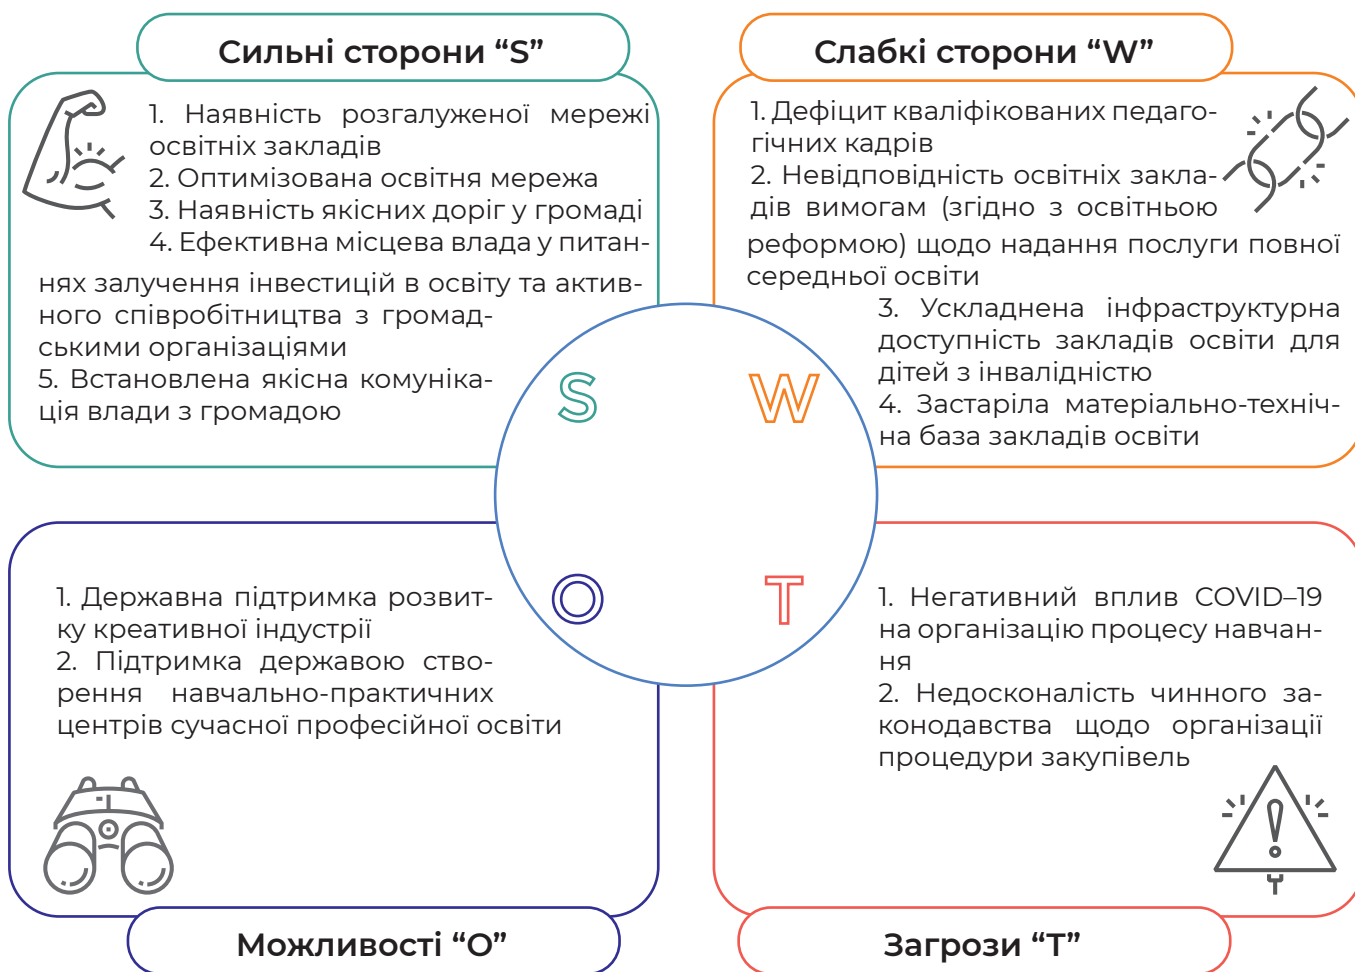 Сильні сторони “S”
1. Наявність розгалуженої мережі
освітніх закладів
2. Оптимізована освітня мережа
3. Наявність якісних доріг у громаді
4. Ефективна місцева влада у питан-
нях залучення інвестицій в освіту та актив-
ного співробітництва з громад-
ськими організаціями
5. Встановлена якісна комуніка-
ція влади з громадою
Слабкі сторони “W”
1. Дефіцит кваліфікованих педаго-
гічних кадрів
2. Невідповідність освітніх закла-
дів вимогам (згідно з освітньою
реформою) щодо надання послуги повної
середньої освіти
3. Ускладнена інфраструктурна
доступність закладів освіти для
дітей з інвалідністю
4. Застаріла матеріально-техніч-
на база закладів освіти
S
W
O
T
1. Державна підтримка розвит-
ку креативної індустрії
2. Підтримка державою ство-
рення навчально-практичних
центрів сучасної професійної освіти
Можливості “O”
1. Негативний вплив COVID–19
на організацію процесу навчан-
ня
2. Недосконалість чинного за-
конодавства щодо організації
процедури закупівель
Загрози “T”